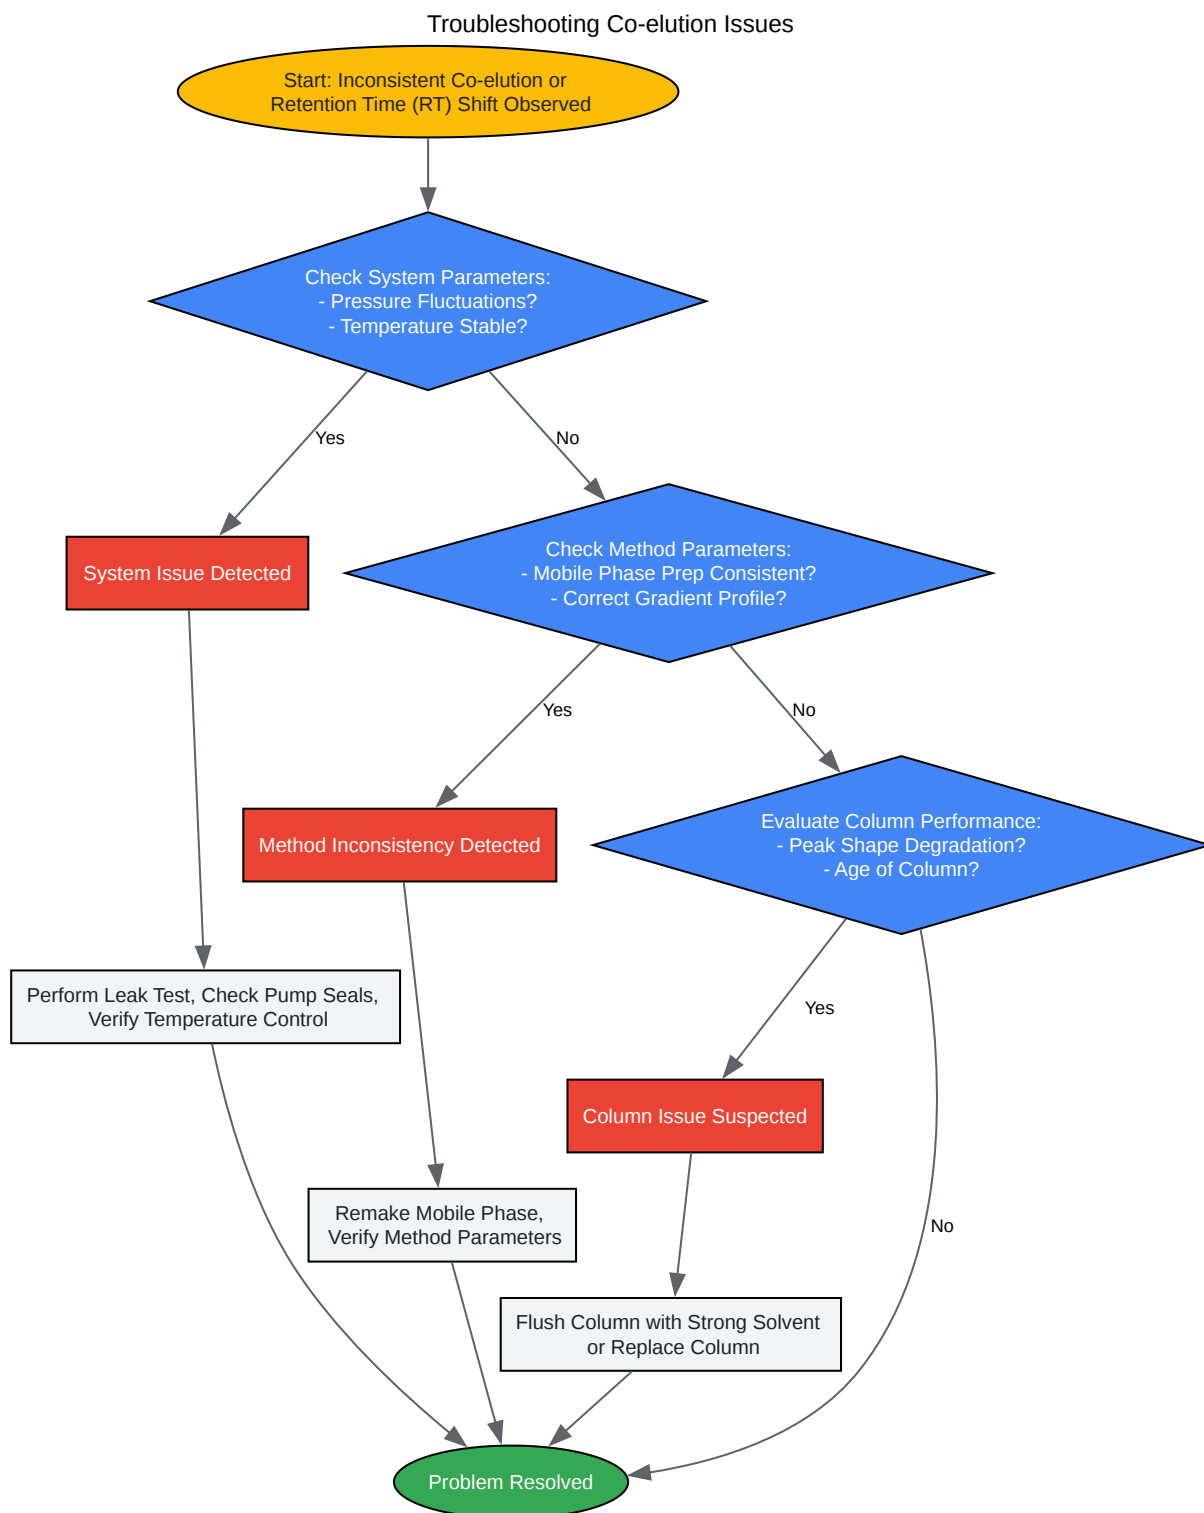 Troubleshooting Co-elution Issues
Start: Inconsistent Co-elution or
Retention Time (RT) Shift Observed
Check System Parameters:
- Pressure Fluctuations?
- Temperature Stable?
Yes
No
System Issue Detected
Check Method Parameters:
- Mobile Phase Prep Consistent?
- Correct Gradient Profile?
Yes
No
Method Inconsistency Detected
Evaluate Column Performance:
- Peak Shape Degradation?
- Age of Column?
Perform Leak Test, Check Pump Seals,
Verify Temperature Control
Yes
Column Issue Suspected
Remake Mobile Phase,
Verify Method Parameters
No
Flush Column with Strong Solvent
or Replace Column
Problem Resolved